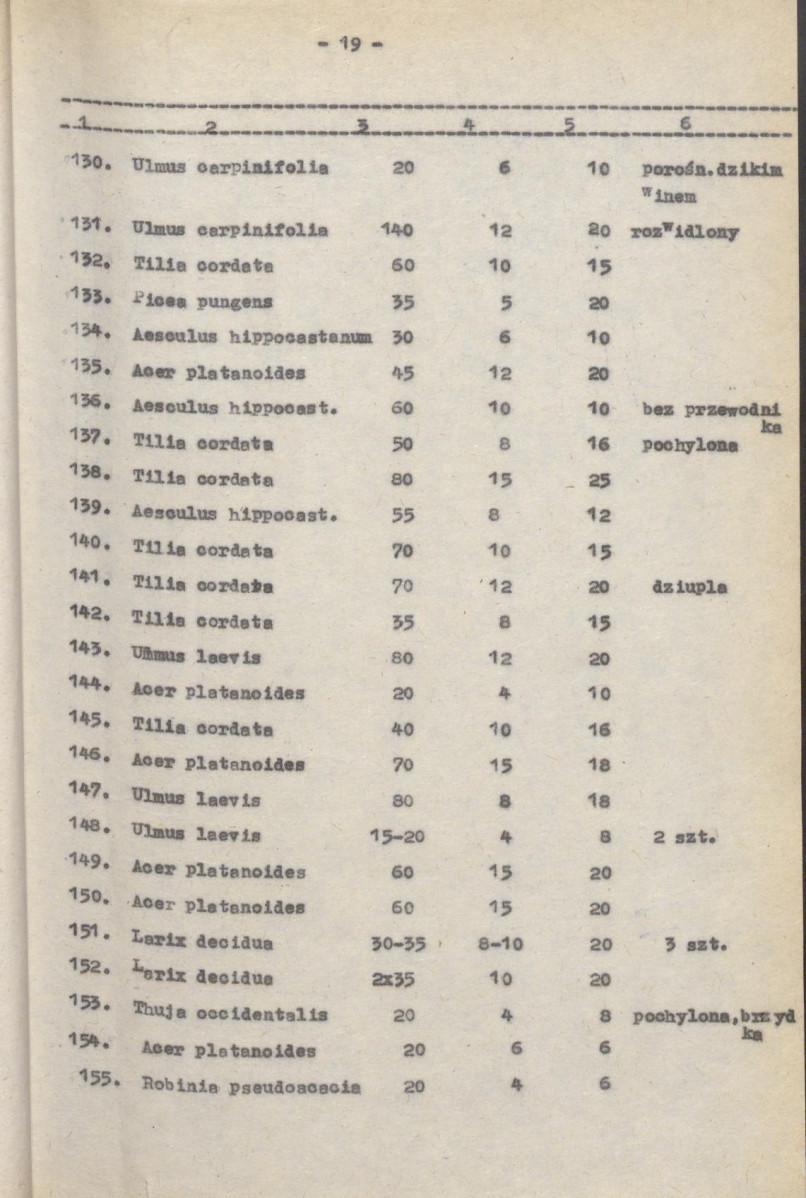 - 19 -
1 2 3 4 5 6
130. Ulmus carpinifolia 20 6 10 porośn.dzikim
winem
131. Ulmus carpinifolia 140 12 20 rozwidlony
132. Tilia cordata 60 10 15
133. Picea pungens 35 5 20
134. Aesculus hippocastanum 30 6 10
135. Acer platanoides 45 12 20
136. Aesculus hippocast. 60 10 10 bez przewodni
ka
137. Tilia cordata 50 8 16 pochylona
138. Tilia cordata 80 15 25
139. Aesculus hippocast. 55 8 12
140. Tilia cordata 70 10 15
141. Tilia cordata 70 12 20 dziupla
142. Tilia cordata 35 8 15
143. Ulmus laevis 80 12 20
144. Acer platanoides 20 4 10
145. Tilia cordata 40 10 16
146. Acer platanoides 70 15 18
147. Ulmus laevis 80 8 18
148. Ulmus laevis 15-20 4 8 2 szt.
149. Acer platanoides 60 15 20
150. Acer platanoides 60 15 20
151. Larix decidua 30-35 8-10 20 3 szt.
152. Larix decidua 2x35 10 20
153. Thuja occidentalis 20 4 8 pochylona,brzyd
ka
154. Acer platanoides 20 6 6
155. Robinia pseudoacacia 20 4 6